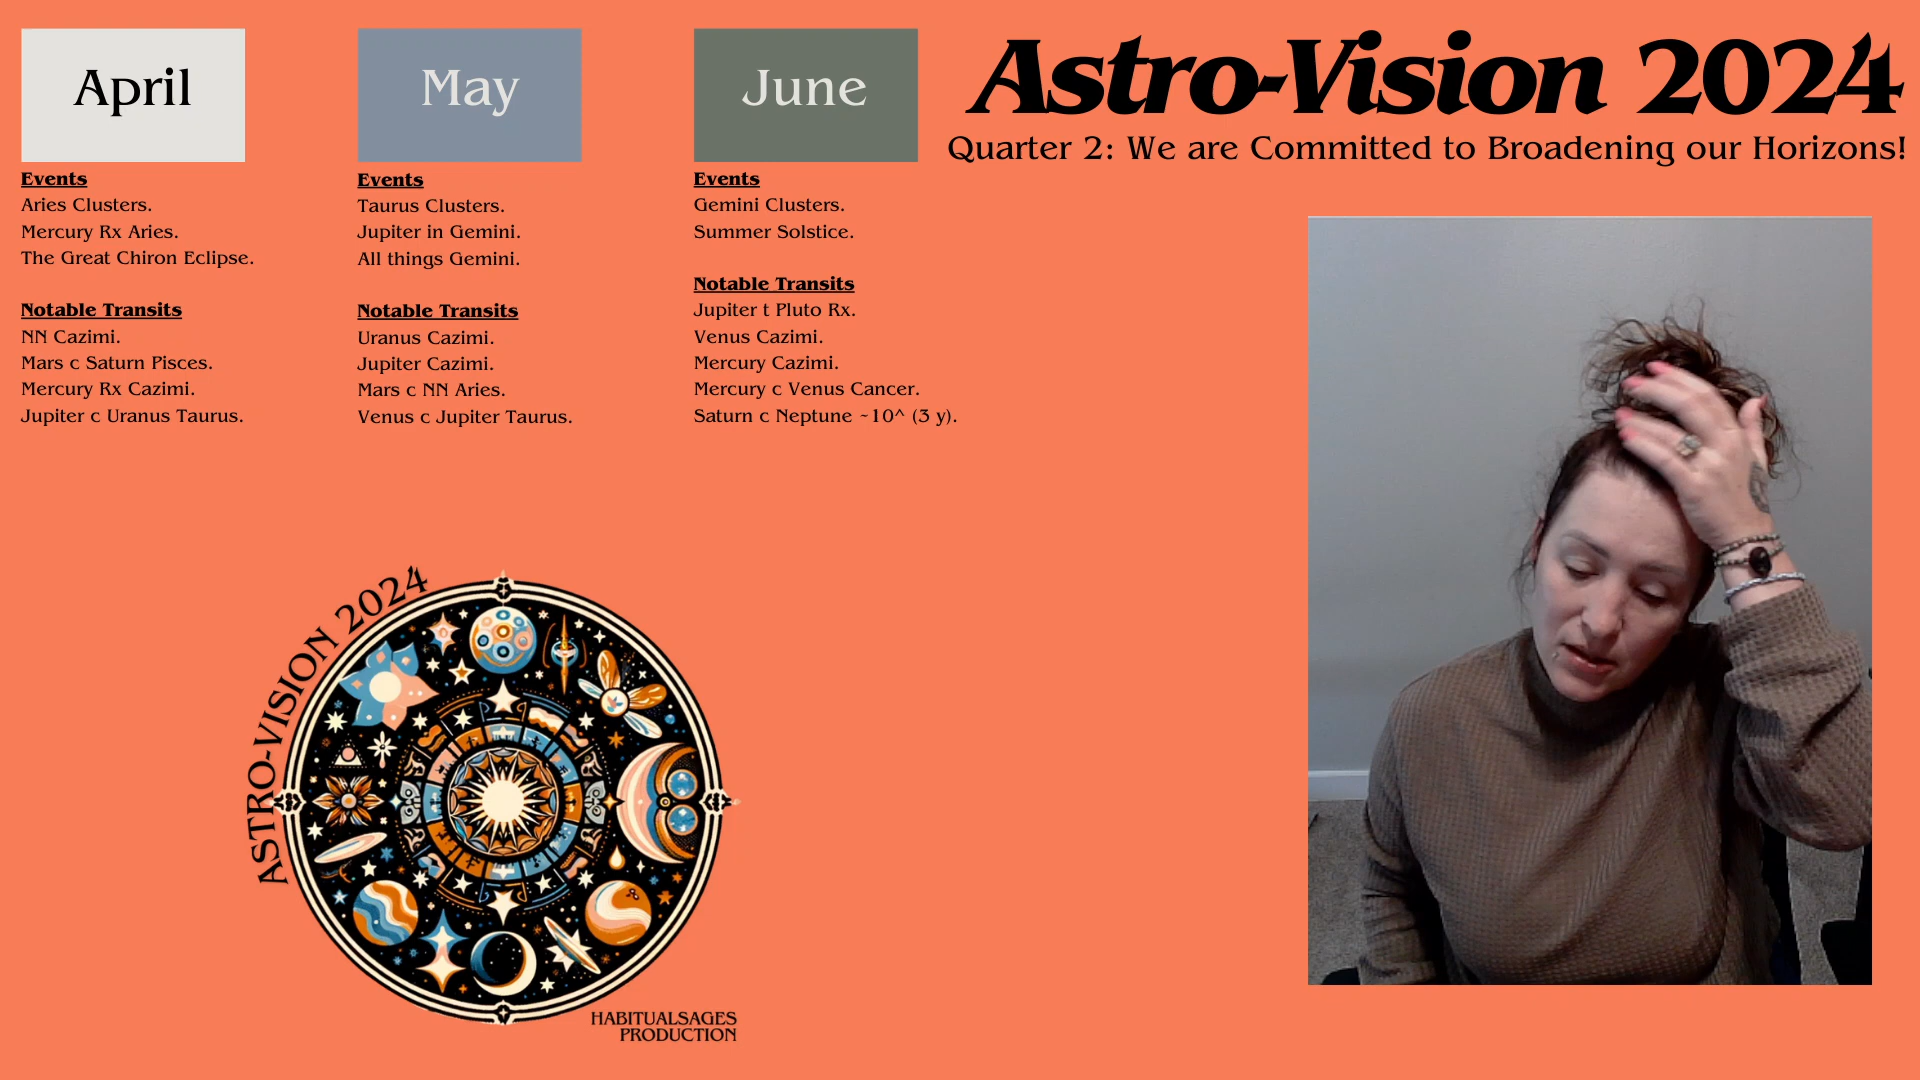 Astro-Vision 2024
Quarter 2: We are Committed to Broadening our Horizons!
April
Events
Aries Clusters.
Mercury Rx Aries.
The Great Chiron Eclipse.
Notable Transits
NN Cazimi.
Mars c Saturn Pisces.
Mercury Rx Cazimi.
Jupiter c Uranus Taurus.
May
Events
Taurus Clusters.
Jupiter in Gemini.
All things Gemini.
Notable Transits
Uranus Cazimi.
Jupiter Cazimi.
Mars c NN Aries.
Venus c Jupiter Taurus.
June
Events
Gemini Clusters.
Summer Solstice.
Notable Transits
Jupiter t Pluto Rx.
Venus Cazimi.
Mercury Cazimi.
Mercury c Venus Cancer.
Saturn c Neptune ~10^ (3 y).
ASTRO-VISION 2024
HABITUALSAGES
PRODUCTION